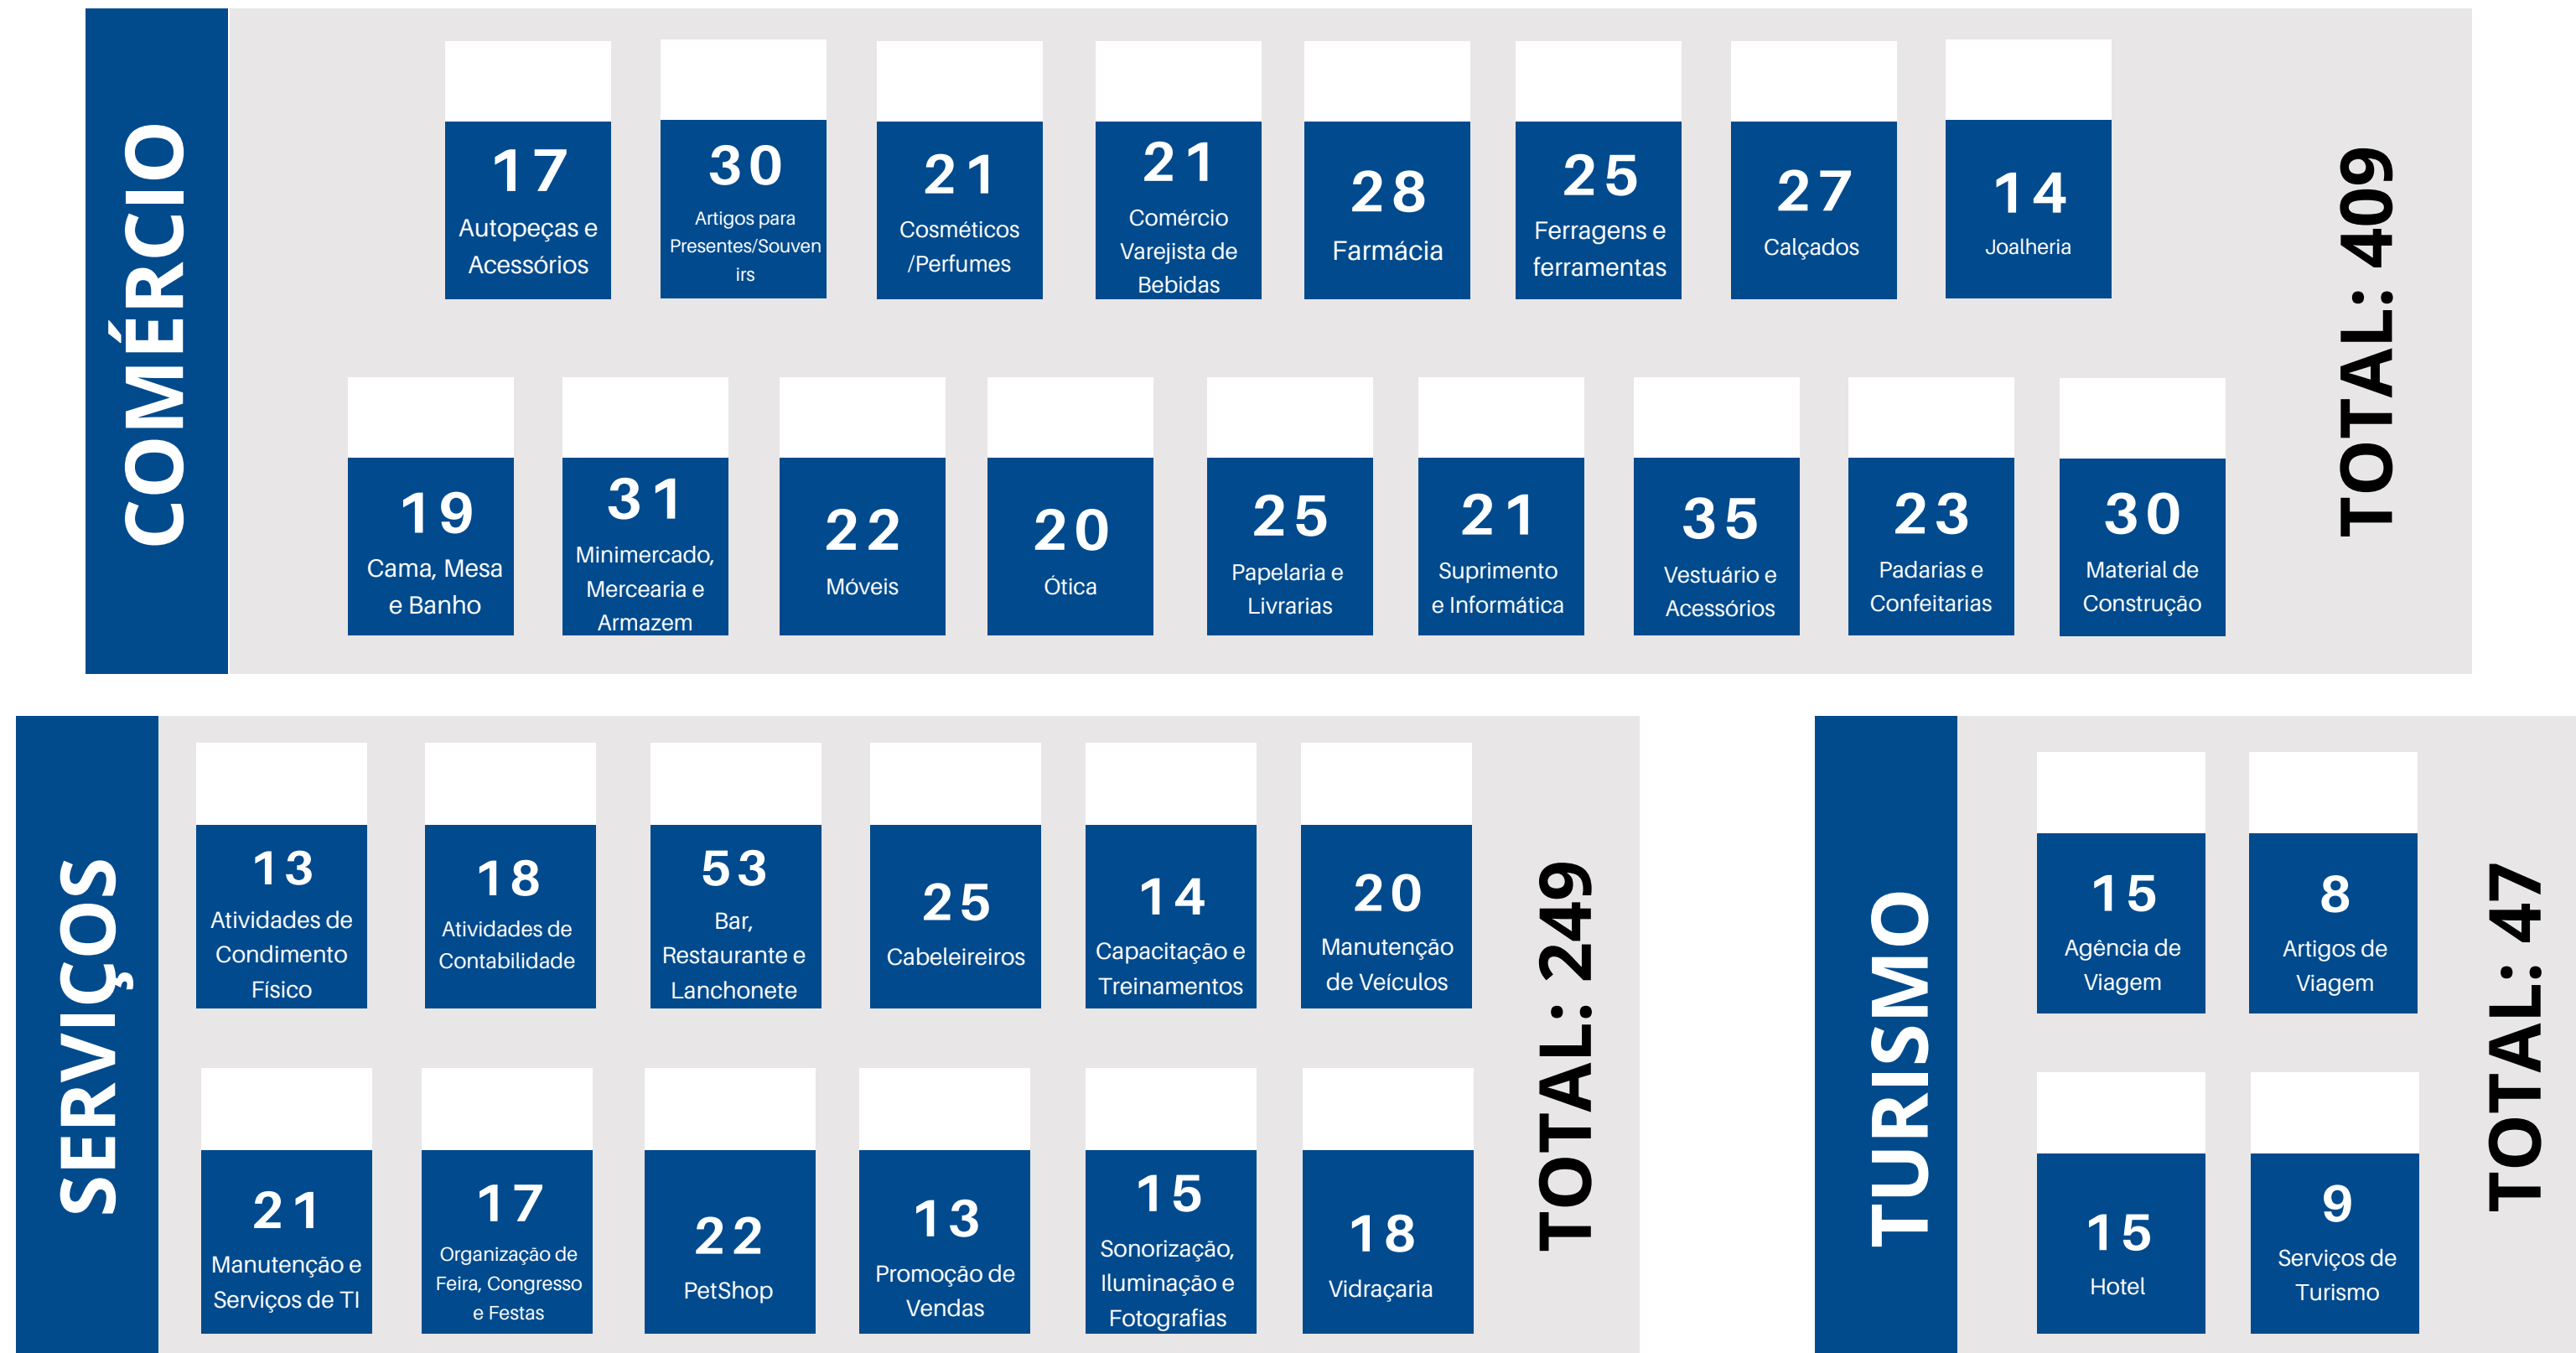 COMÉRCIO
17
Autopeças e
Acessórios
30
Artigos para
Presentes/Souven
irs
21
Cosméticos
/Perfumes
21
Comércio
Varejista de
Bebidas
28
Farmácia
25
Ferragens e
ferramentas
27
Calçados
14
Joalheria
19
Cama, Mesa
e Banho
31
Minimercado,
Mercearia e
Armazem
22
Móveis
20
Ótica
25
Papelaria e
Livrarias
21
Suprimento
e Informática
35
Vestuário e
Acessórios
23
Padarias e
Confeitarias
30
Material de
Construção
TOTAL: 409
SERVIÇOS
13
Atividades de
Condimento
Físico
18
Atividades de
Contabilidade
53
Bar,
Restaurante e
Lanchonete
25
Cabeleireiros
14
Capacitação e
Treinamentos
20
Manutenção
de Veículos
21
Manutenção e
Serviços de TI
17
Organização de
Feira, Congresso
e Festas
22
PetShop
13
Promoção de
Vendas
15
Sonorização,
Iluminação e
Fotografias
18
Vidraçaria
TOTAL: 249
TURISMO
15
Agência de
Viagem
8
Artigos de
Viagem
15
Hotel
9
Serviços de
Turismo
TOTAL: 47